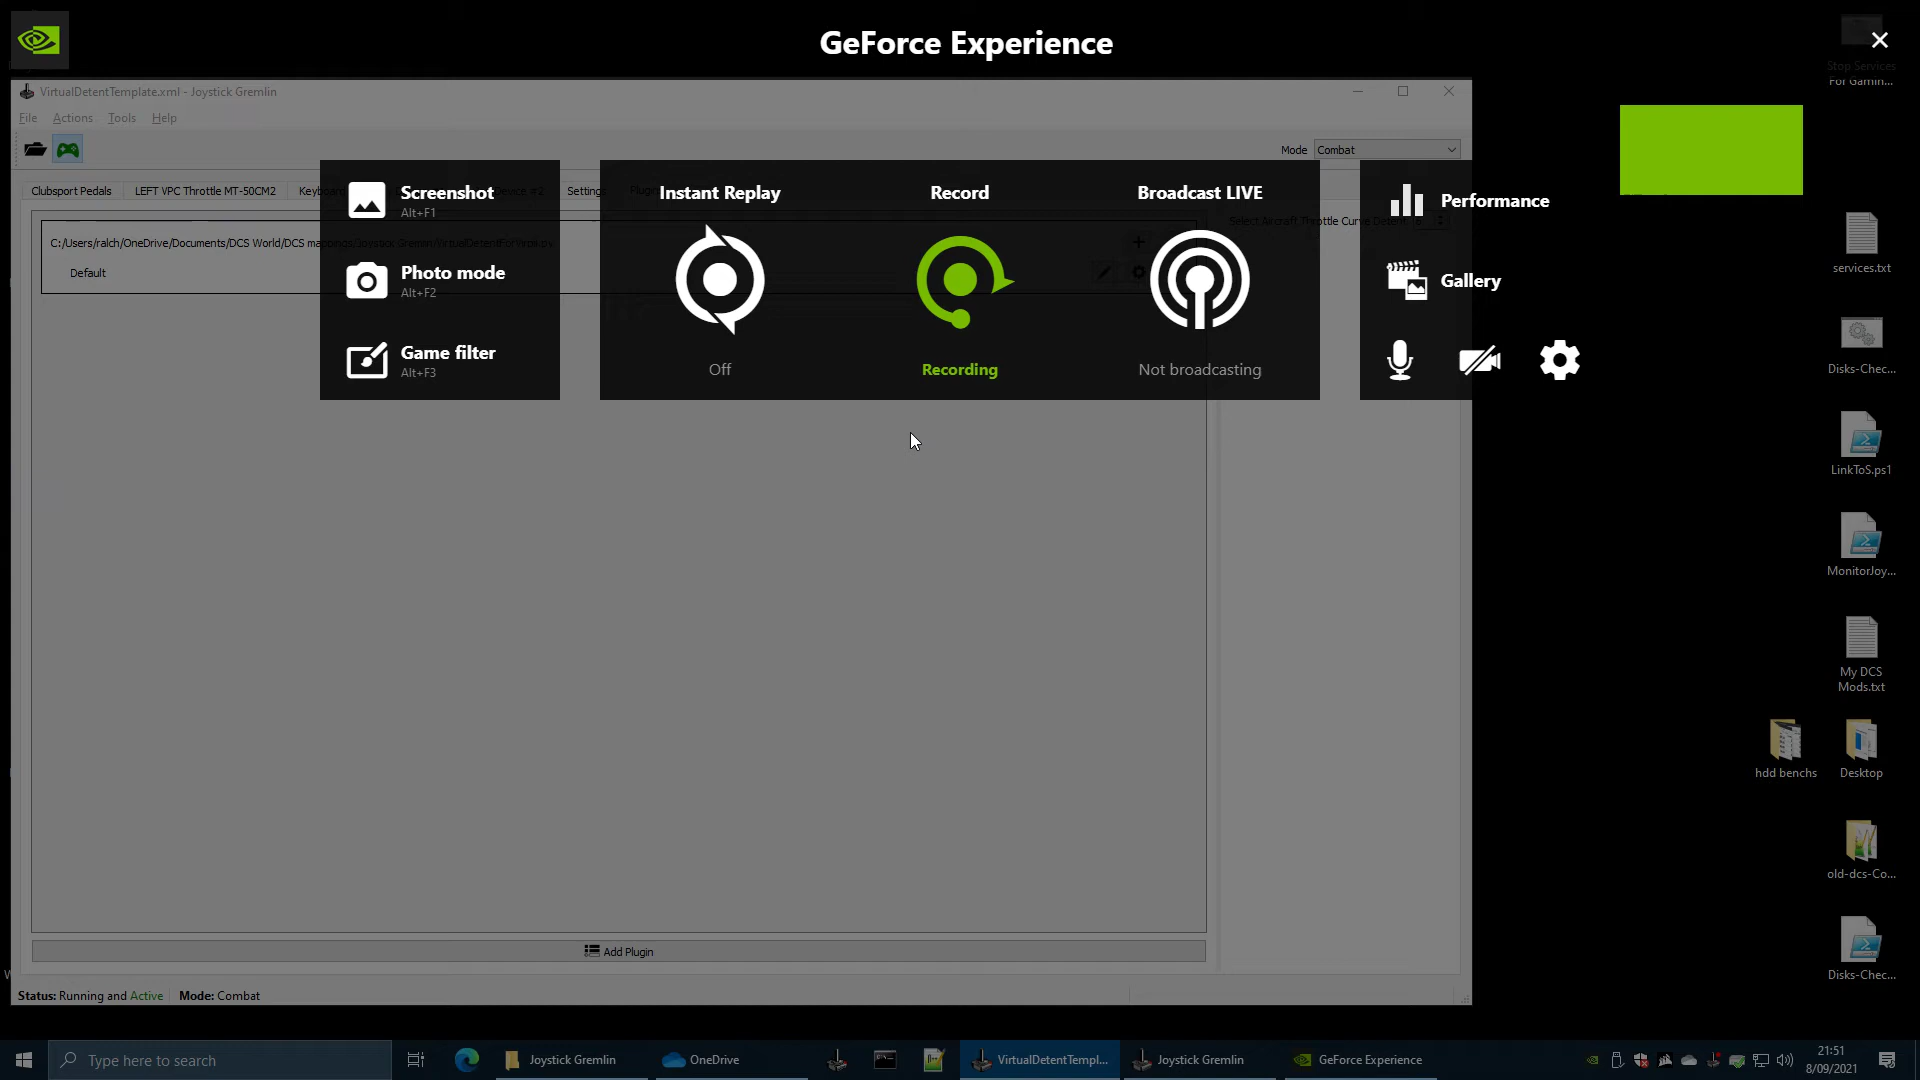 GeForce Experience
Stop Services
For Gamin...
VirtualDetentTemplate.xml - Joystick Gremlin
File Actions Tools Help
Mode Combat
Clubsport Pedals LEFT VPC Throttle MT-50CM2 Settings
Screenshot
Alt+F1
Photo mode
Alt+F2
Game filter
Alt+F3
Instant Replay
Off
Record
Recording
Broadcast LIVE
Not broadcasting
Performance
Select Aircraft Throttle Curve Detent
Gallery
C:/Users/ralch/OneDrive/Documents/DCS World/DCS mappings/Joystick Gremlin/VirtualDetentForVirpil.py
Default
services.txt
Disks-Chec...
LinkToS.ps1
MonitorJoy...
My DCS
Mods.txt
hdd benchs
Desktop
old-dcs-Co...
Disks-Chec...
Add Plugin
Status: Running and Active Mode: Combat
Type here to search
Joystick Gremlin
OneDrive
VirtualDetentTempl...
Joystick Gremlin
GeForce Experience
21:51
8/09/2021